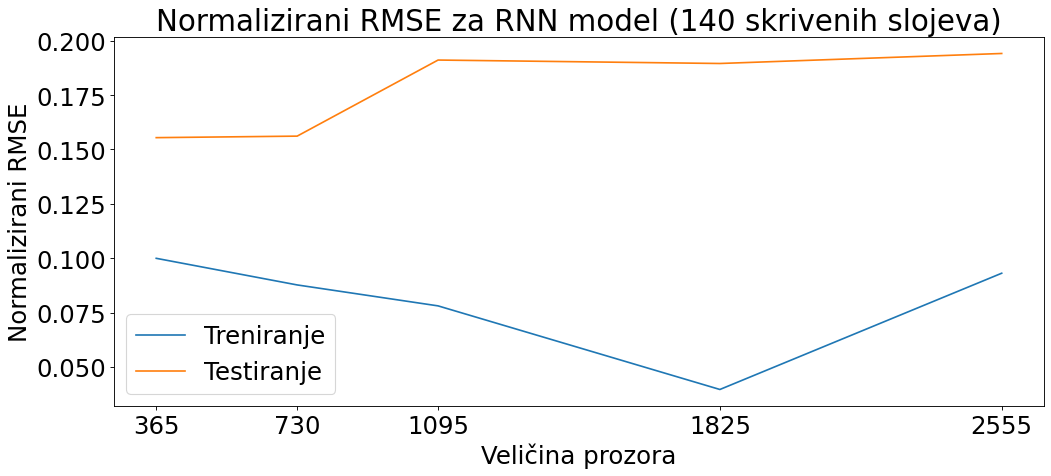 Normalizirani RMSE za RNN model (140 skrivenih slojeva)
Normalizirani RMSE
0.200
0.175
0.150
0.125
0.100
0.075
0.050
Treniranje
Testiranje
365 730 1095 1825 2555
Veličina prozora